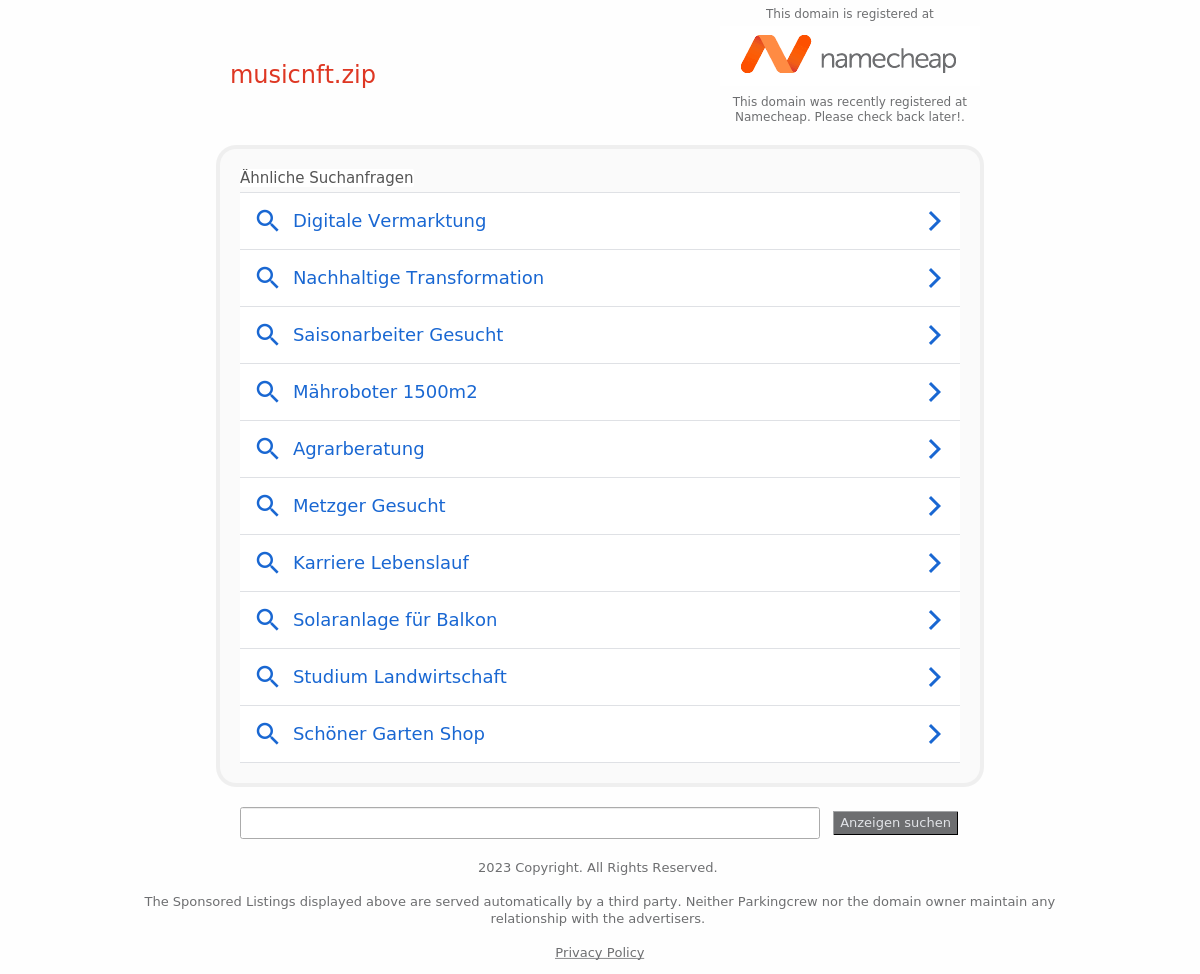 This domain is registered at
namecheap
musicnft.zip
This domain was recently registered at
Namecheap. Please check back later!.
Ähnliche Suchanfragen
Digitale Vermarktung
Nachhaltige Transformation
Saisonarbeiter Gesucht
Mähroboter 1500m2
Agrarberatung
Metzger Gesucht
Karriere Lebenslauf
Solaranlage für Balkon
Studium Landwirtschaft
Schöner Garten Shop
Anzeigen suchen
2023 Copyright. All Rights Reserved.
The Sponsored Listings displayed above are served automatically by a third party. Neither Parkingcrew nor the domain owner maintain any
relationship with the advertisers.
Privacy Policy